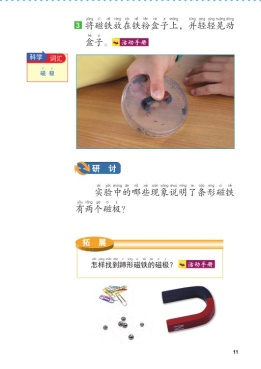 3 将磁铁放在铁粉盒子上，并轻轻晃动
盒子。 活动手册
科学 词汇
磁极
研讨
实验中的哪些现象说明了条形磁铁
有两个磁极？
拓展
怎样找到蹄形磁铁的磁极？ 活动手册
11